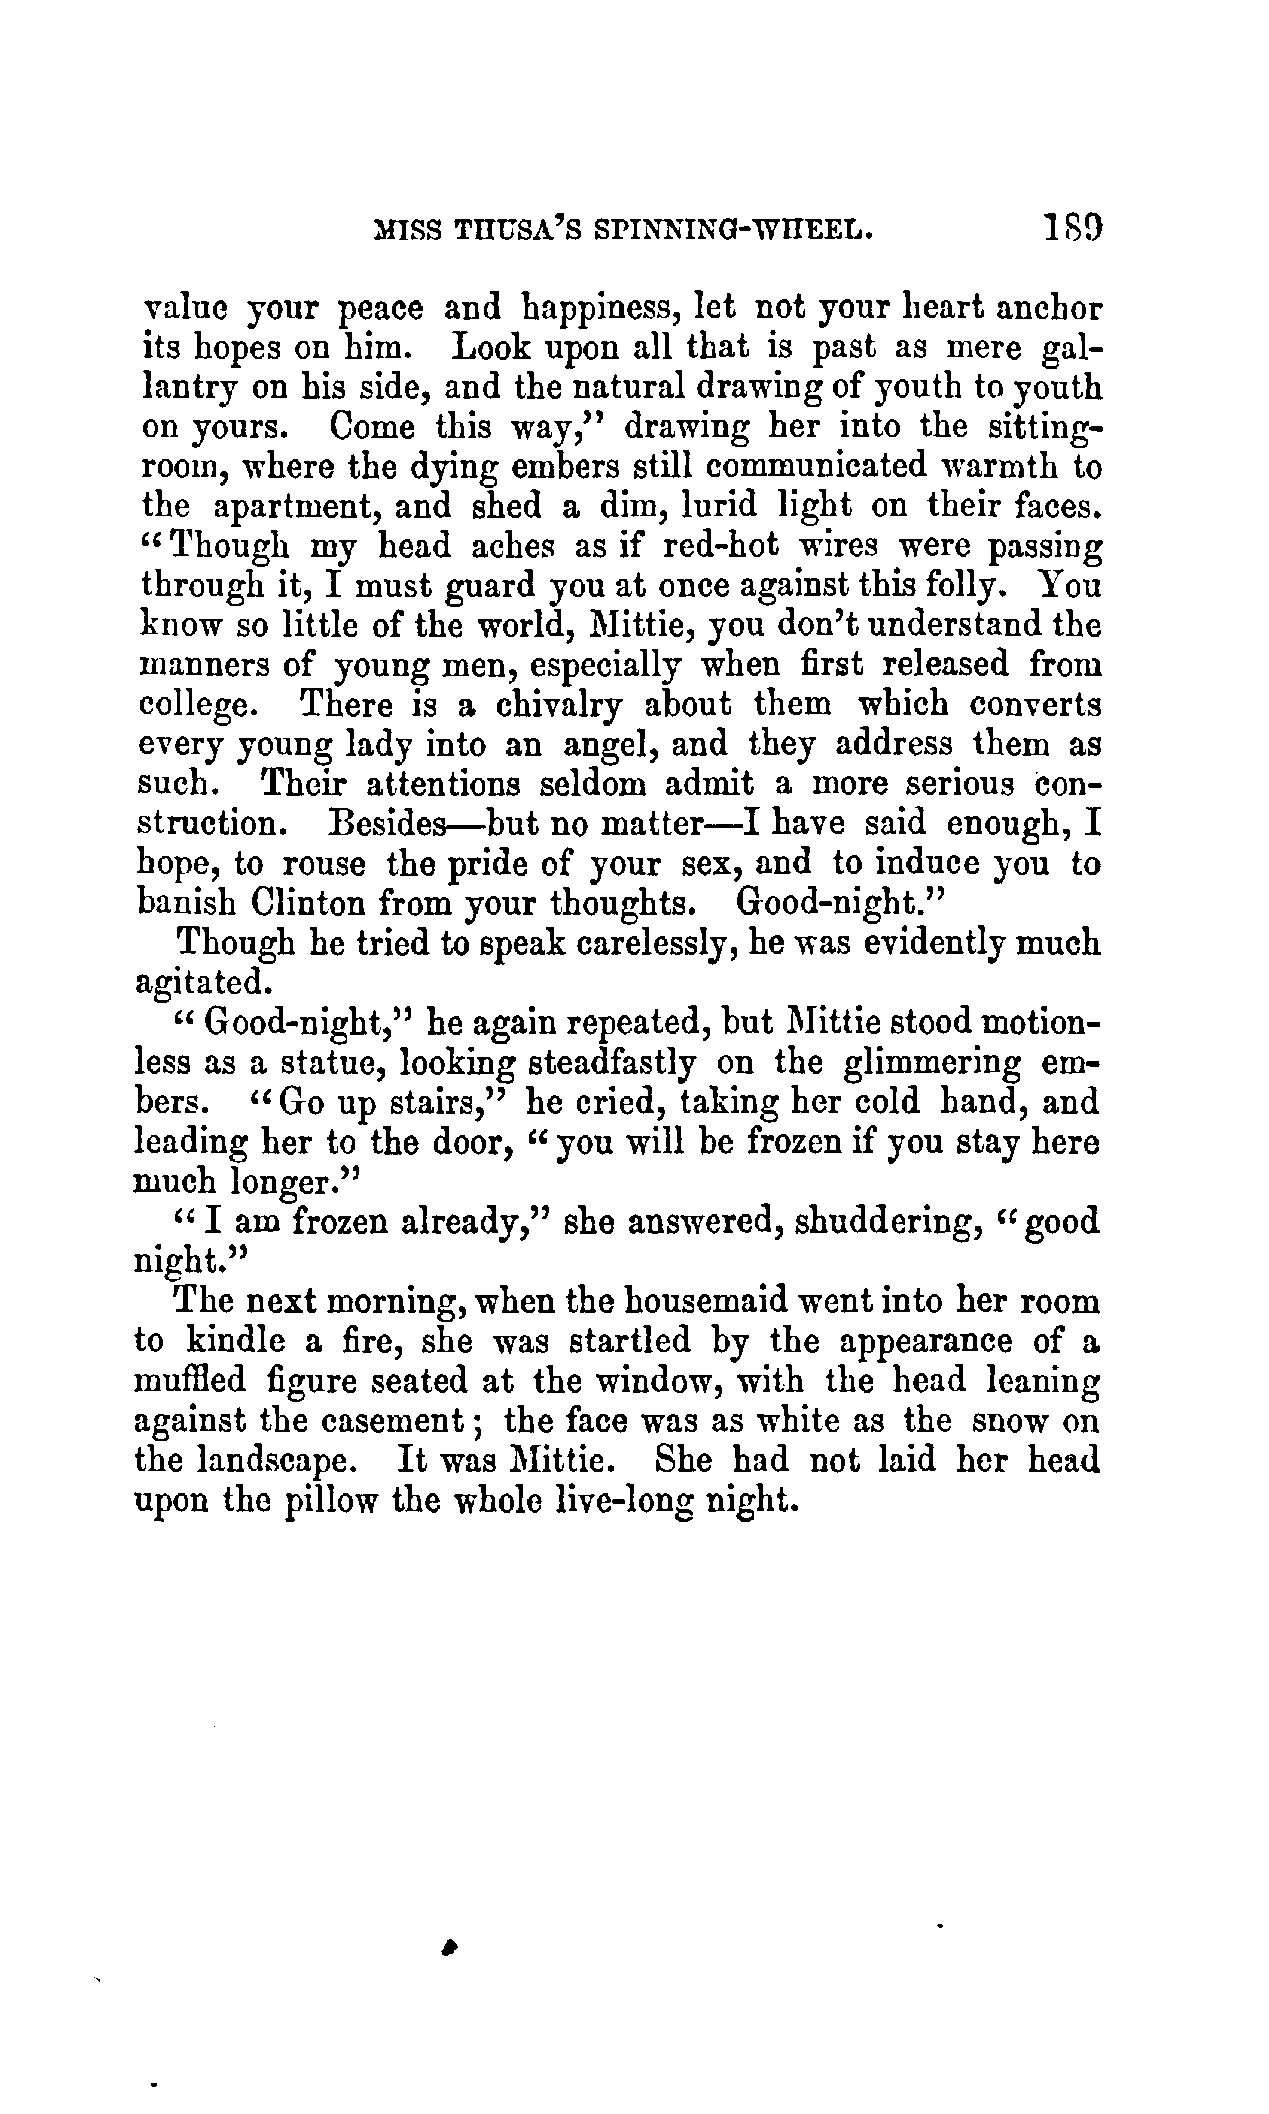 MISS THUSA'S SPINNING-WHEEL. 189
value your peace and happiness, let not your heart anchor
its hopes on him. Look upon all that is past as mere gal-
lantry on his side, and the natural drawing of youth to youth
on yours. Come this way," drawing her into the sitting-
room, where the dying embers still communicated warmth to
the apartment, and shed a dim, lurid light on their faces.
"Though my head aches as if red-hot wires were passing
through it, I must guard you at once against this folly. You
know so little of the world, Mittie, you don't understand the
manners of young men, especially when first released from
college. There is a chivalry about them which converts
every young lady into an angel, and they address them as
such. Their attentions seldom admit a more serious con-
struction. Besides—but no matter—I have said enough, I
hope, to rouse the pride of your sex, and to induce you to
banish Clinton from your thoughts. Good-night."
Though he tried to speak carelessly, he was evidently much
agitated.
"Good-night," he again repeated, but Mittie stood motion-
less as a statue, looking steadfastly on the glimmering em-
bers. "Go up stairs," he cried, taking her cold hand, and
leading her to the door, "you will be frozen if you stay here
much longer."
"I am frozen already," she answered, shuddering, "good
night."
The next morning, when the housemaid went into her room
to kindle a fire, she was startled by the appearance of a
muffled figure seated at the window, with the head leaning
against the casement; the face was as white as the snow on
the landscape. It was Mittie. She had not laid her head
upon the pillow the whole live-long night.